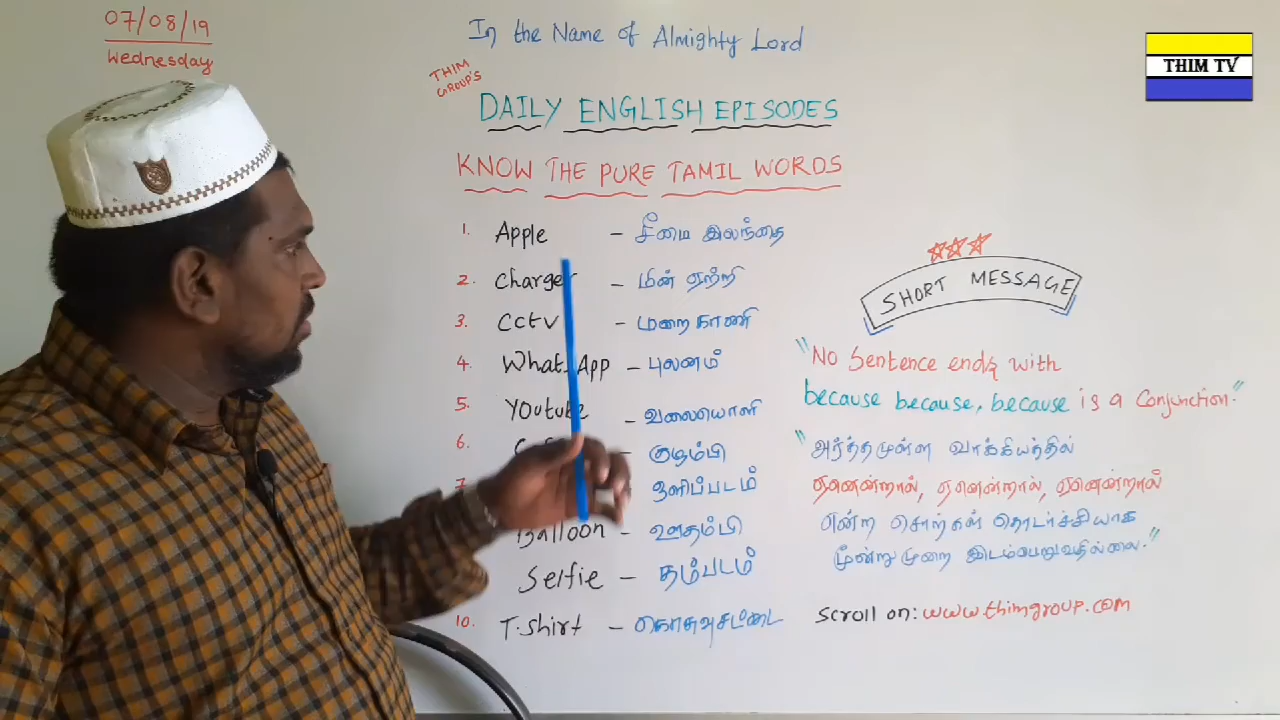 07/08/19
Wednesday
In the Name of Almighty Lord
THIM TV
THIM
GROUP'S
DAILY ENGLISH EPISODES
KNOW THE PURE TAMIL WORDS
1. Apple - சீமை இலந்தை
2. Charger - மின் ஏற்றி
3. Cctv - மறை காணி
4. WhatsApp - புலனம்
5. Youtube - வலையொளி
6. குழம்பி
7. ஒளிப்படம்
Balloon - ஊதம்பி
Selfie - தம்படம்
10. T.Shirt - கொசுவுசட்டை
SHORT MESSAGE
"No Sentence ends with
because because, because is a Conjunction."
"அர்த்தமுள்ள வாக்கியத்தில்
ஏனென்றால், ஏனென்றால், ஏனென்றால்
என்ற சொற்கள் தொடர்ச்சியாக
மூன்று முறை இடம்பெறுவதில்லை."
Scroll on: www.thimgroup.com